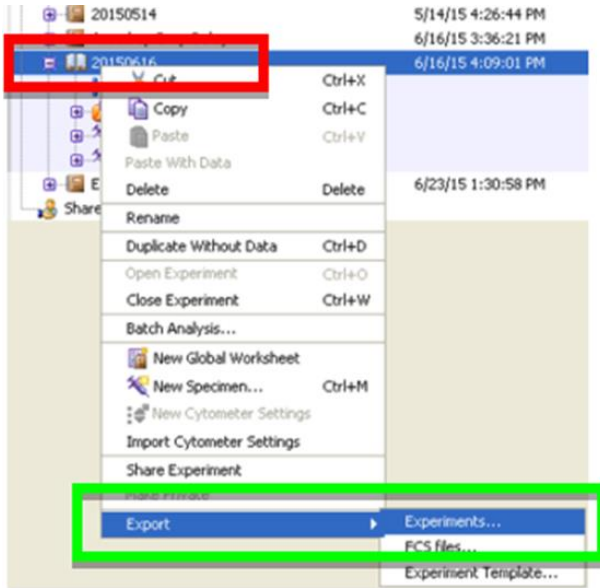 20150514 5/14/15 4:26:44 PM
6/16/15 3:36:21 PM
20150616 6/16/15 4:09:01 PM
Cut Ctrl+X
Copy Ctrl+C
Paste Ctrl+V
Paste With Data
E 6/23/15 1:30:58 PM
Delete Delete
Share
Rename
Duplicate Without Data Ctrl+D
Open Experiment Ctrl+O
Close Experiment Ctrl+W
Batch Analysis...
New Global Worksheet
New Specimen... Ctrl+M
New Cytometer Settings
Import Cytometer Settings
Share Experiment
Make Private
Export Experiments...
FCS files...
Experiment Template...